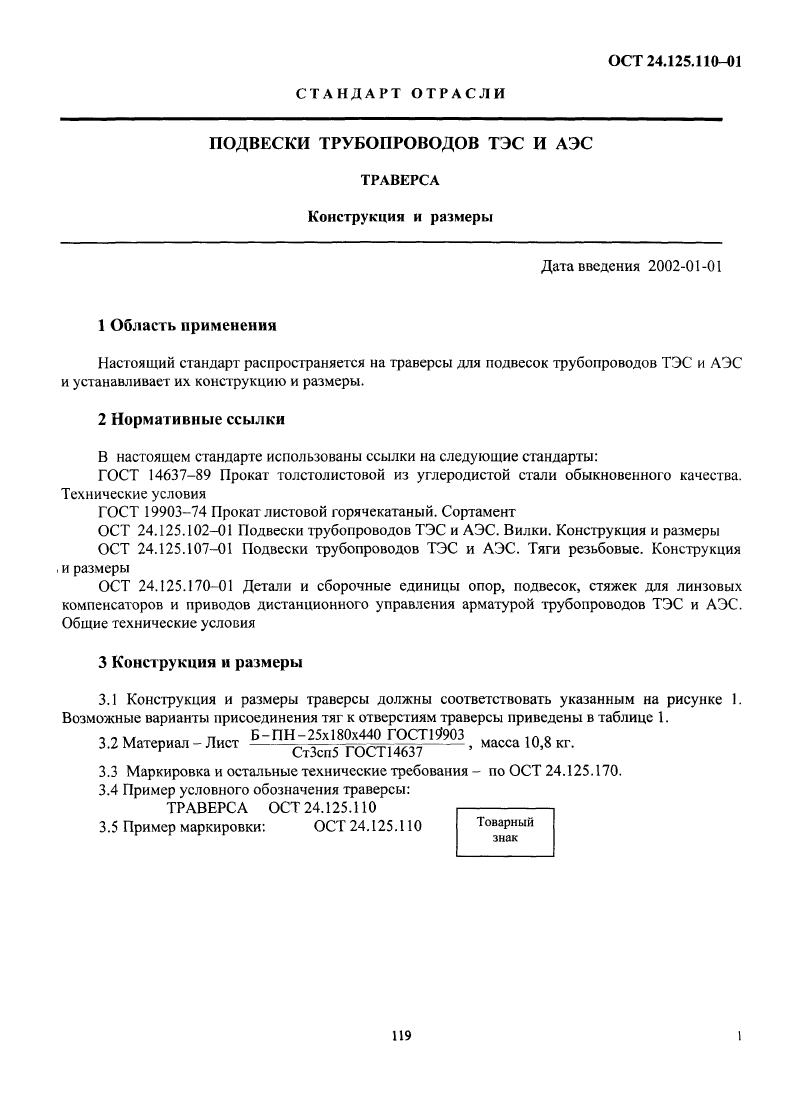 ОСТ 24.125.110–01
СТАНДАРТ ОТРАСЛИ
ПОДВЕСКИ ТРУБОПРОВОДОВ ТЭС И АЭС
ТРАВЕРСА
Конструкция и размеры
Дата введения 2002-01-01
1 Область применения
Настоящий стандарт распространяется на траверсы для подвесок трубопроводов ТЭС и АЭС
и устанавливает их конструкцию и размеры.
2 Нормативные ссылки
В настоящем стандарте использованы ссылки на следующие стандарты:
ГОСТ 14637–89 Прокат толстолистовой из углеродистой стали обыкновенного качества.
Технические условия
ГОСТ 19903–74 Прокат листовой горячекатаный. Сортамент
ОСТ 24.125.102–01 Подвески трубопроводов ТЭС и АЭС. Вилки. Конструкция и размеры
ОСТ 24.125.107–01 Подвески трубопроводов ТЭС и АЭС. Тяги резьбовые. Конструкция
и размеры
ОСТ 24.125.170–01 Детали и сборочные единицы опор, подвесок, стяжек для линзовых
компенсаторов и приводов дистанционного управления арматурой трубопроводов ТЭС и АЭС.
Общие технические условия
3 Конструкция и размеры
3.1 Конструкция и размеры траверсы должны соответствовать указанным на рисунке 1.
Возможные варианты присоединения тяг к отверстиям траверсы приведены в таблице 1.
3.2 Материал – Лист Б–ПН–25х180х440 ГОСТ19903
Ст3сп5 ГОСТ14637 , масса 10,8 кг.
3.3 Маркировка и остальные технические требования – по ОСТ 24.125.170.
3.4 Пример условного обозначения траверсы:
ТРАВЕРСА ОСТ 24.125.110
3.5 Пример маркировки: ОСТ 24.125.110
Товарный
знак
119
1